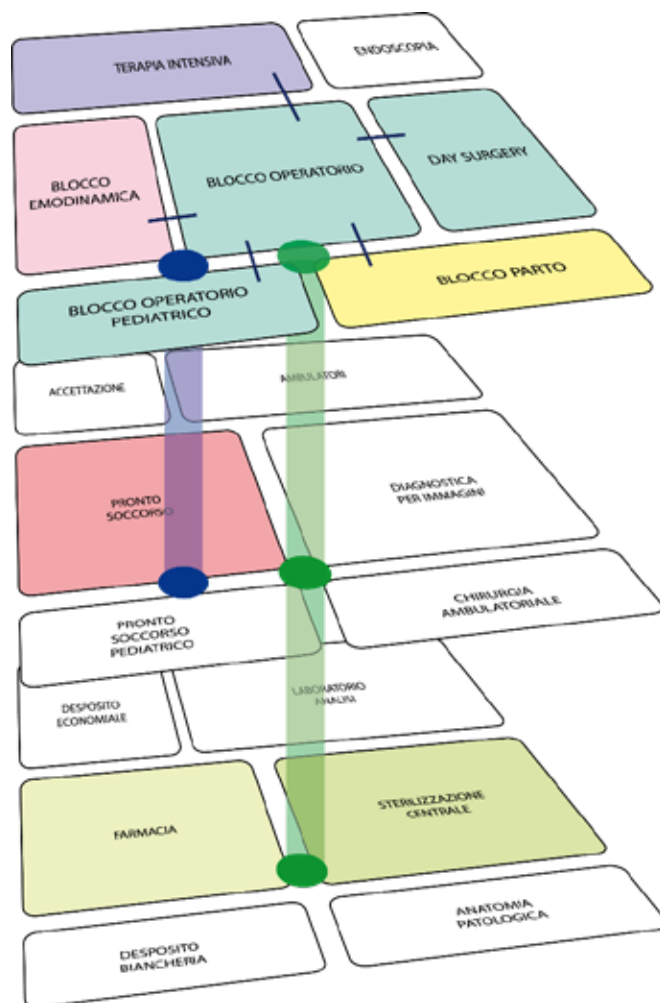 TERAPIA INTENSIVA
ENDOSCOPIA
BLOCCO
EMODINAMICA
BLOCCO OPERATORIO
DAY SURGERY
BLOCCO OPERATORIO
PEDIATRICO
BLOCCO PARTO
ACCETTAZIONE
AMBULATORI
PRONTO
SOCCORSO
DIAGNOSTICA
PER IMMAGINI
PRONTO
SOCCORSO
PEDIATRICO
CHIRURGIA
AMBULATORIALE
DESPOSITO
ECONOMIALE
LABORATORIO
ANALISI
FARMACIA
STERILIZZAZIONE
CENTRALE
DESPOSITO
BIANCHERIA
ANATOMIA
PATOLOGICA